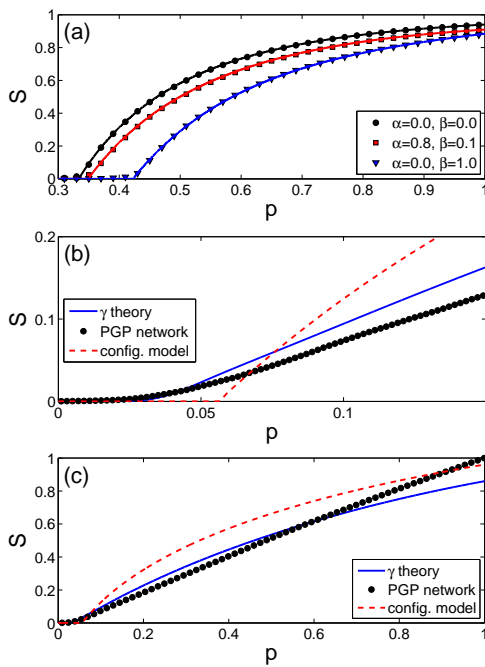 (a)
S
1
0.8
0.6
0.4
0.2
0
α=0.0, β=0.0
α=0.8, β=0.1
α=0.0, β=1.0
0.3 0.4 0.5 0.6 0.7 0.8 0.9 1
p
(b)
S
0.2
0.1
0
γ theory
PGP network
config. model
0 0.05 0.1
p
(c)
S
1
0.8
0.6
0.4
0.2
0
γ theory
PGP network
config. model
0 0.2 0.4 0.6 0.8 1
p